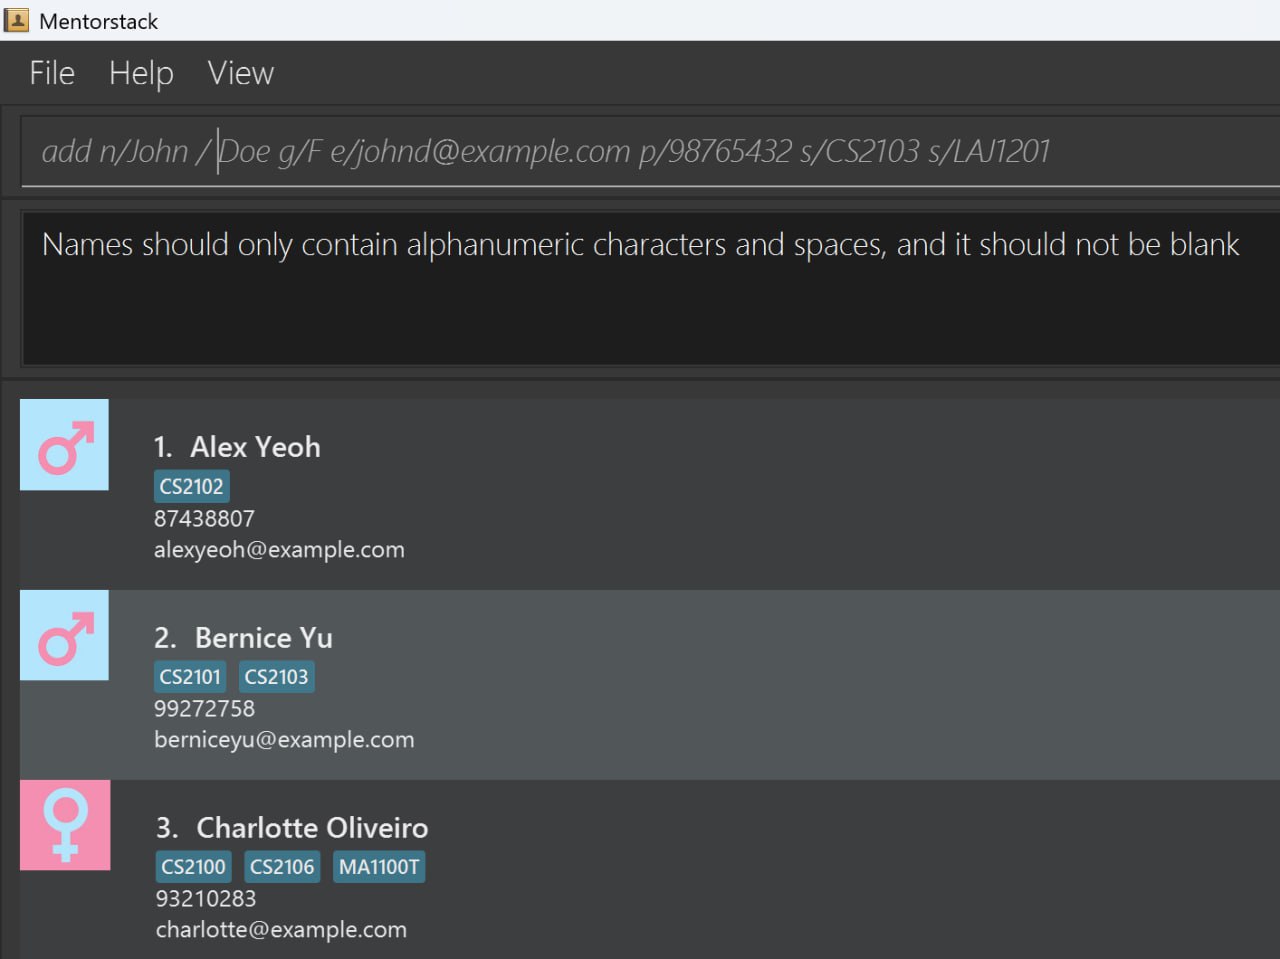 Mentorstack
File Help View
add n/John / Doe g/F e/johnd@example.com p/98765432 s/CS2103 s/LAJ1201
Names should only contain alphanumeric characters and spaces, and it should not be blank
1. Alex Yeoh
CS2102
87438807
alexyeoh@example.com
2. Bernice Yu
CS2101 CS2103
99272758
berniceyu@example.com
3. Charlotte Oliveiro
CS2100 CS2106 MA1100T
93210283
charlotte@example.com